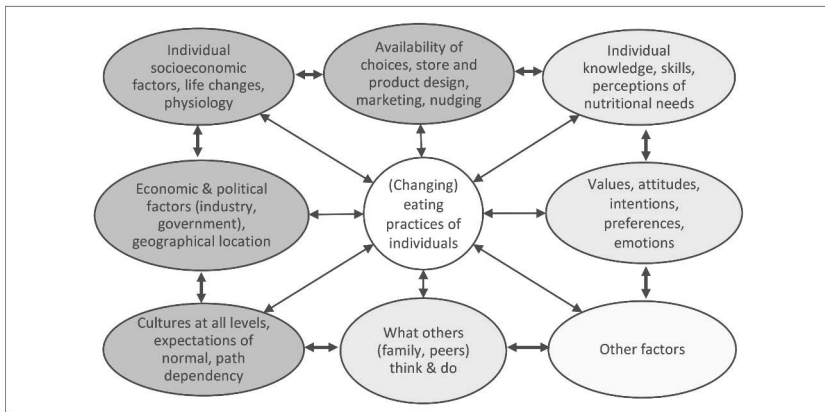 Individual
socioeconomic
factors, life changes,
physiology
Availability of
choices, store and
product design,
marketing, nudging
Individual
knowledge, skills,
perceptions of
nutritional needs
Economic & political
factors (industry,
government),
geographical location
(Changing)
eating
practices of
individuals
Values, attitudes,
intentions,
preferences,
emotions
Cultures at all levels,
expectations of
normal, path
dependency
What others
(family, peers)
think & do
Other factors